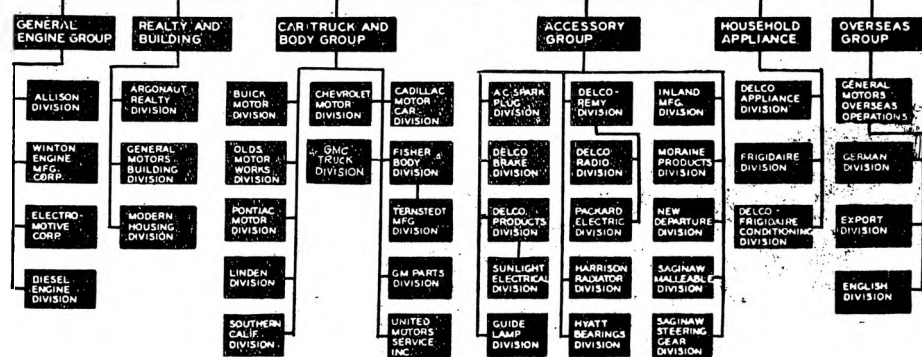 GENERAL
ENGINE GROUP
ALLISON
DIVISION
WINTON
ENGINE
MFG.
CORP.
ELECTRO-
MOTIVE
CORP
DIESEL
ENGINE
DIVISION
REALTY AND
BUILDING
ARGONAUT
REALTY
DIVISION
GENERAL
MOTORS
BUILDING
DIVISION
MODERN
HOUSING
DIVISION
CAR-TRUCK AND
BODY GROUP
BUICK
MOTOR
DIVISION
OLDS
MOTOR
WORKS
DIVISION
PONTIAC
MOTOR
DIVISION
LINDEN
DIVISION
SOUTHERN
CALIF.
DIVISION
CHEVROLET
MOTOR
DIVISION
GMC
TRUCK
DIVISION
CADILLAC
MOTOR
CAR
DIVISION
FISHER
BODY
DIVISION
TERNSTEDT
MFG
DIVISION
GM PARTS
DIVISION
UNITED
MOTORS
SERVICE
INC.
ACCESSORY
GROUP
A.C. SPARK
PLUG
DIVISION
DELCO
BRAKE
DIVISION
DELCO
PRODUCTS
DIVISION
SUNLIGHT
ELECTRICAL
DIVISION
GUIDE
LAMP
DIVISION
DELCO-
REMY
DIVISION
DELCO
RADIO
DIVISION
PACKARD
ELECTRIC
DIVISION
HARRISON
RADIATOR
DIVISION
HYATT
BEARINGS
DIVISION
INLAND
MFG.
DIVISION
MORAINE
PRODUCTS
DIVISION
NEW
DEPARTURE
DIVISION
SAGINAW
MALLEABLE
DIVISION
SAGINAW
STEERING
GEAR
DIVISION
HOUSEHOLD
APPLIANCE
DELCO
APPLIANCE
DIVISION
FRIGIDAIRE
DIVISION
DELCO-
FRIGIDAIRE
CONDITIONING
DIVISION
OVERSEAS
GROUP
GENERAL
MOTORS
OVERSEAS
OPERATIONS
GERMAN
DIVISION
EXPORT
DIVISION
ENGLISH
DIVISION